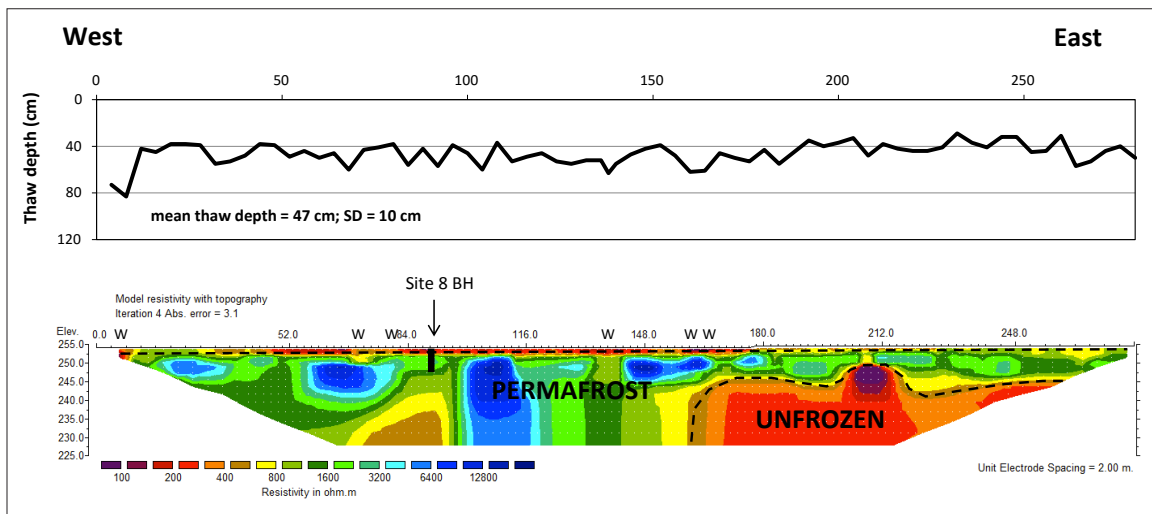 West East
0 50 100 150 200 250
Thaw depth (cm)
0
40
80
120
mean thaw depth = 47 cm; SD = 10 cm
Site 8 BH
Model resistivity with topography
Iteration 4 Abs. error = 3.1
Elev. 0.0 W 52.0 W W 84.0 116.0 W 148.0 W W 180.0 212.0 248.0
255.0
250.0
245.0
240.0
235.0
230.0
225.0
PERMAFROST
UNFROZEN
100 200 400 800 1600 3200 6400 12800
Resistivity in ohm.m
Unit Electrode Spacing = 2.00 m.